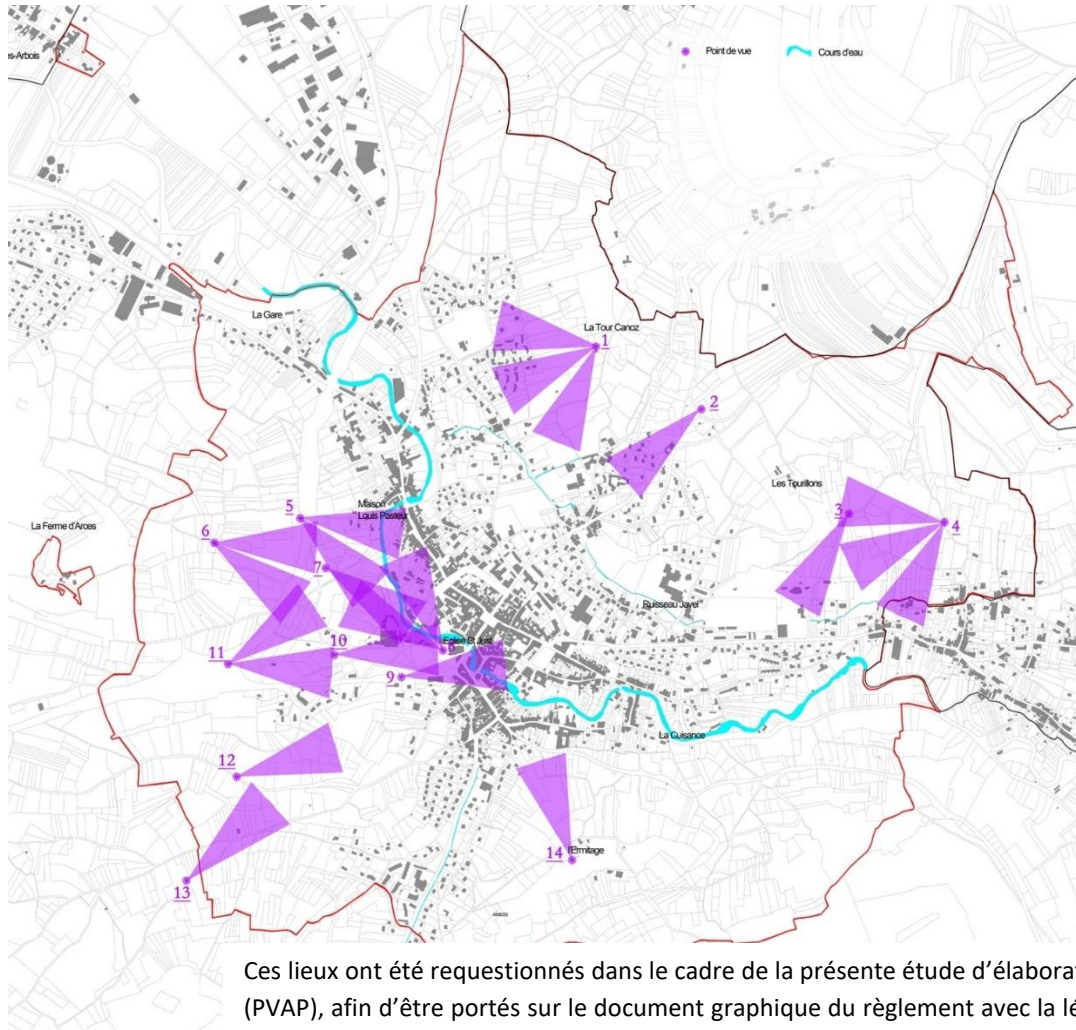 es-Arbois
Point de vue
Cours d'eau
La Gare
La Tour Canoz
1
2
Les Tourillons
Maison
Louis Pasteur
5
3
4
La Ferme d'Arces
6
7
Ruisseau Javel
Eglise St Just
10
8
11
9
La Cuisance
12
l'Ermitage
14
13
ARBOIS
Ces lieux ont été requestionnés dans le cadre de la présente étude d'élaborat
(PVAP), afin d'être portés sur le document graphique du règlement avec la lé